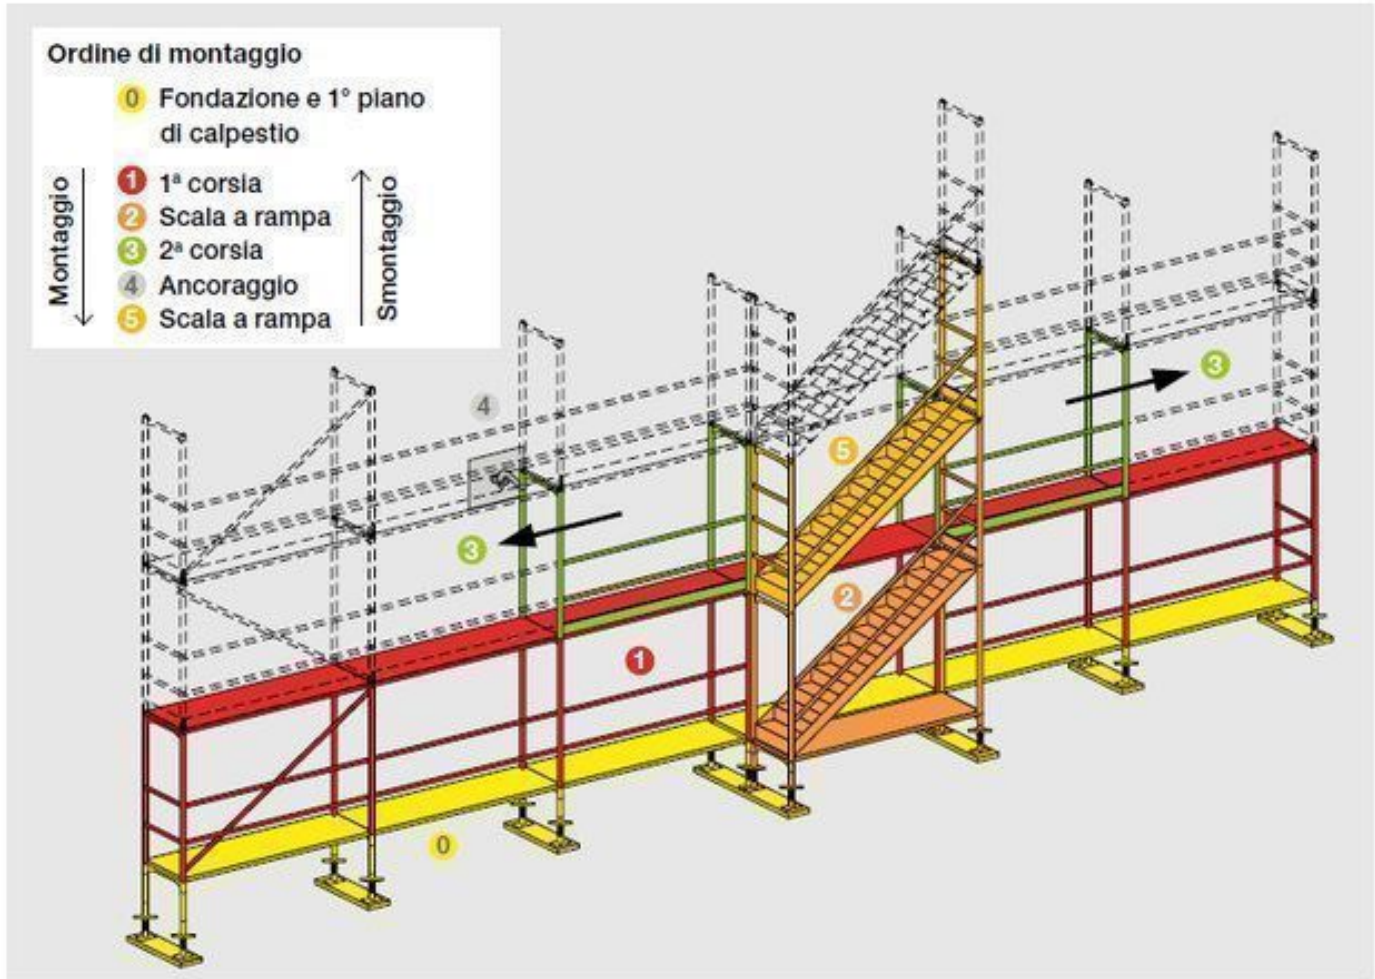 Ordine di montaggio
0 Fondazione e 1° piano
di calpestio
1 1ª corsia
2 Scala a rampa
3 2ª corsia
4 Ancoraggio
5 Scala a rampa
Montaggio
Smontaggio
4
3
5
3
2
1
0